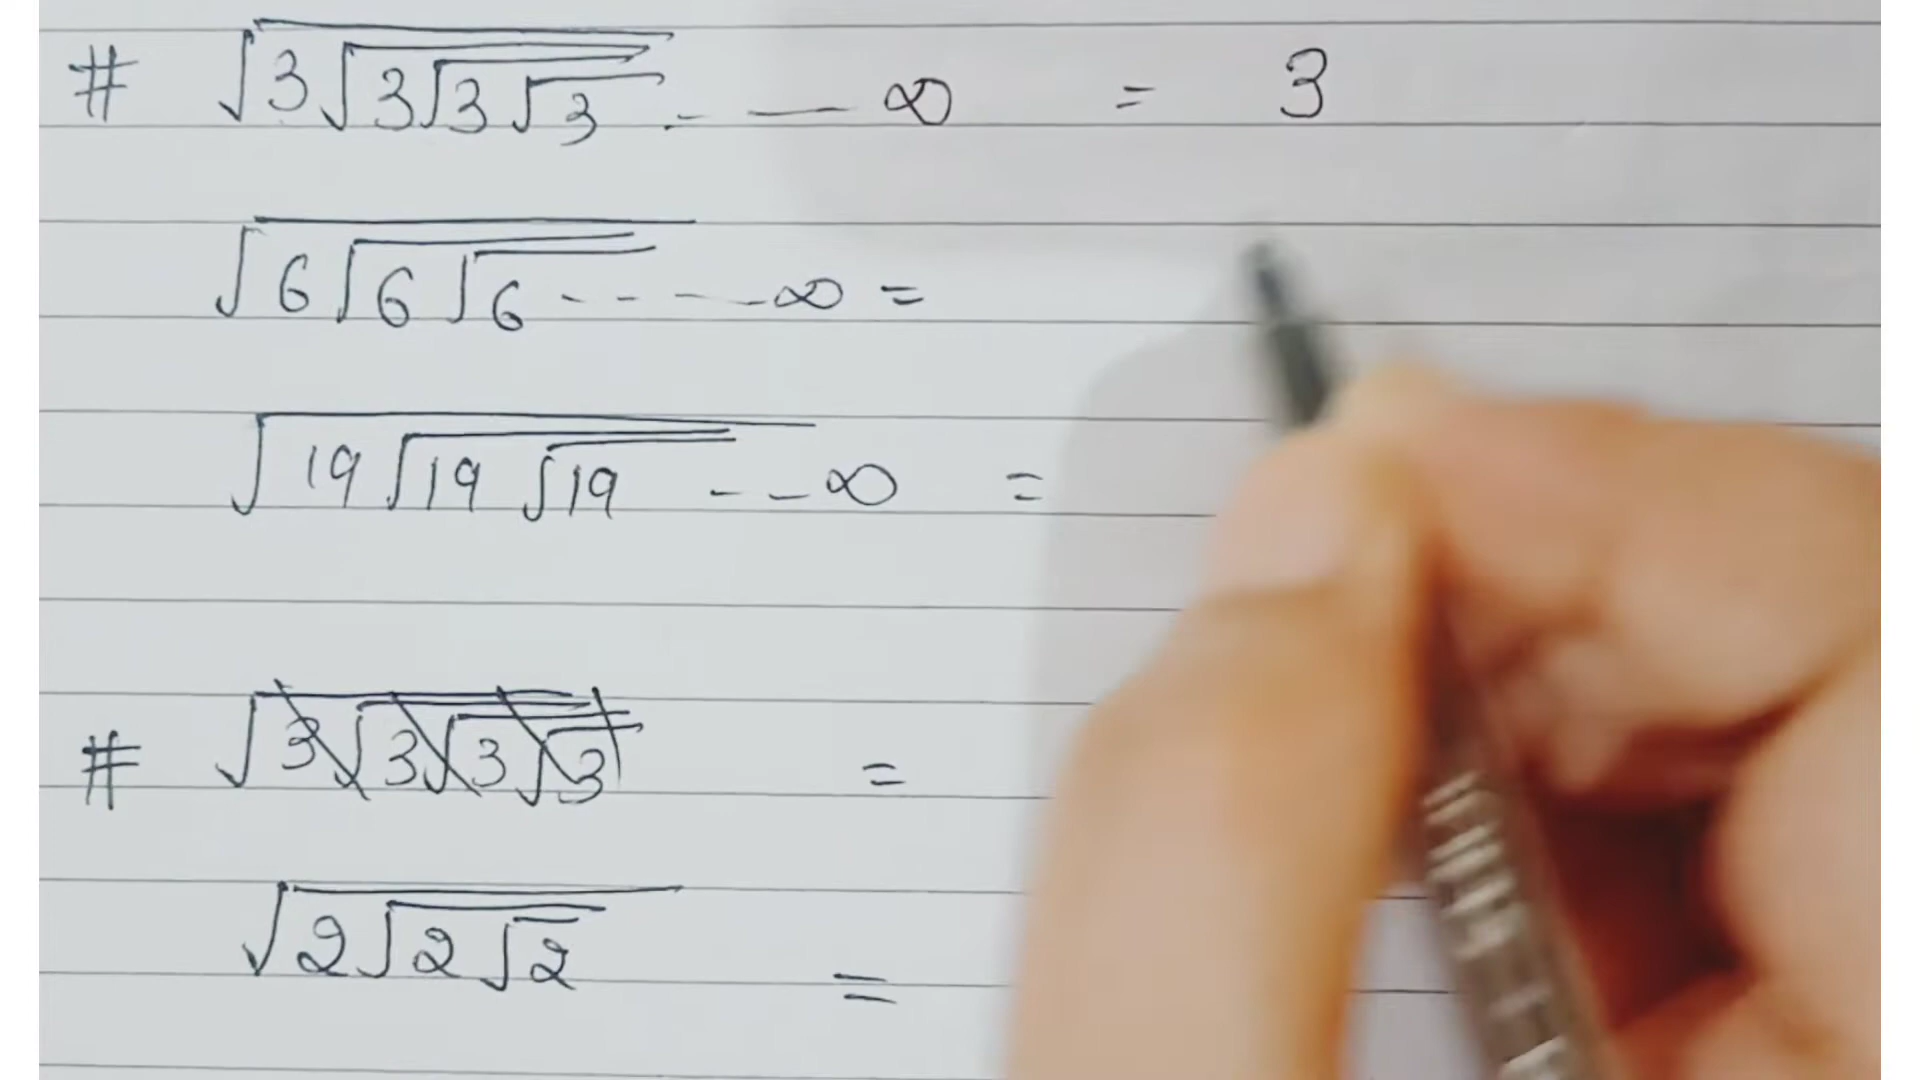 # √3√3√3√3 - — ∞ = 3
√6√6√6 - - - — ∞ =
√19√19√19 - - ∞ =
# √3√3√3√3 =
√2√2√2 =